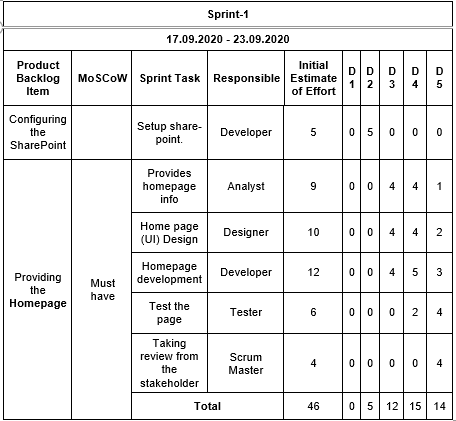 Sprint-1
17.09.2020 - 23.09.2020
Product Backlog Item MoSCoW Sprint Task Responsible Initial Estimate of Effort D 1 D 2 D 3 D 4 D 5
Configuring the SharePoint Setup share-point. Developer 5 0 5 0 0 0
Providing the Homepage Must have Provides homepage info Analyst 9 0 0 4 4 1
Home page (UI) Design Designer 10 0 0 4 4 2
Homepage development Developer 12 0 0 4 5 3
Test the page Tester 6 0 0 0 2 4
Taking review from the stakeholder Scrum Master 4 0 0 0 0 4
Total 46 0 5 12 15 14